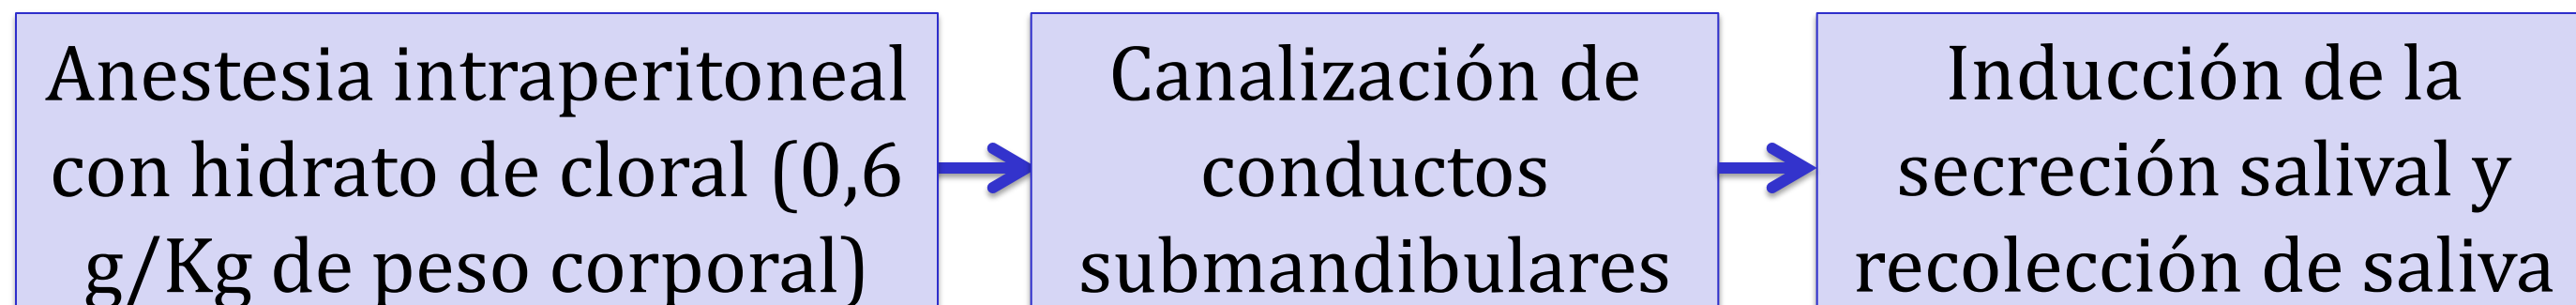 Anestesia intraperitoneal
con hidrato de cloral (0,6
g/Kg de peso corporal)
Canalización de
conductos
submandibulares
Inducción de la
secreción salival y
recolección de saliva